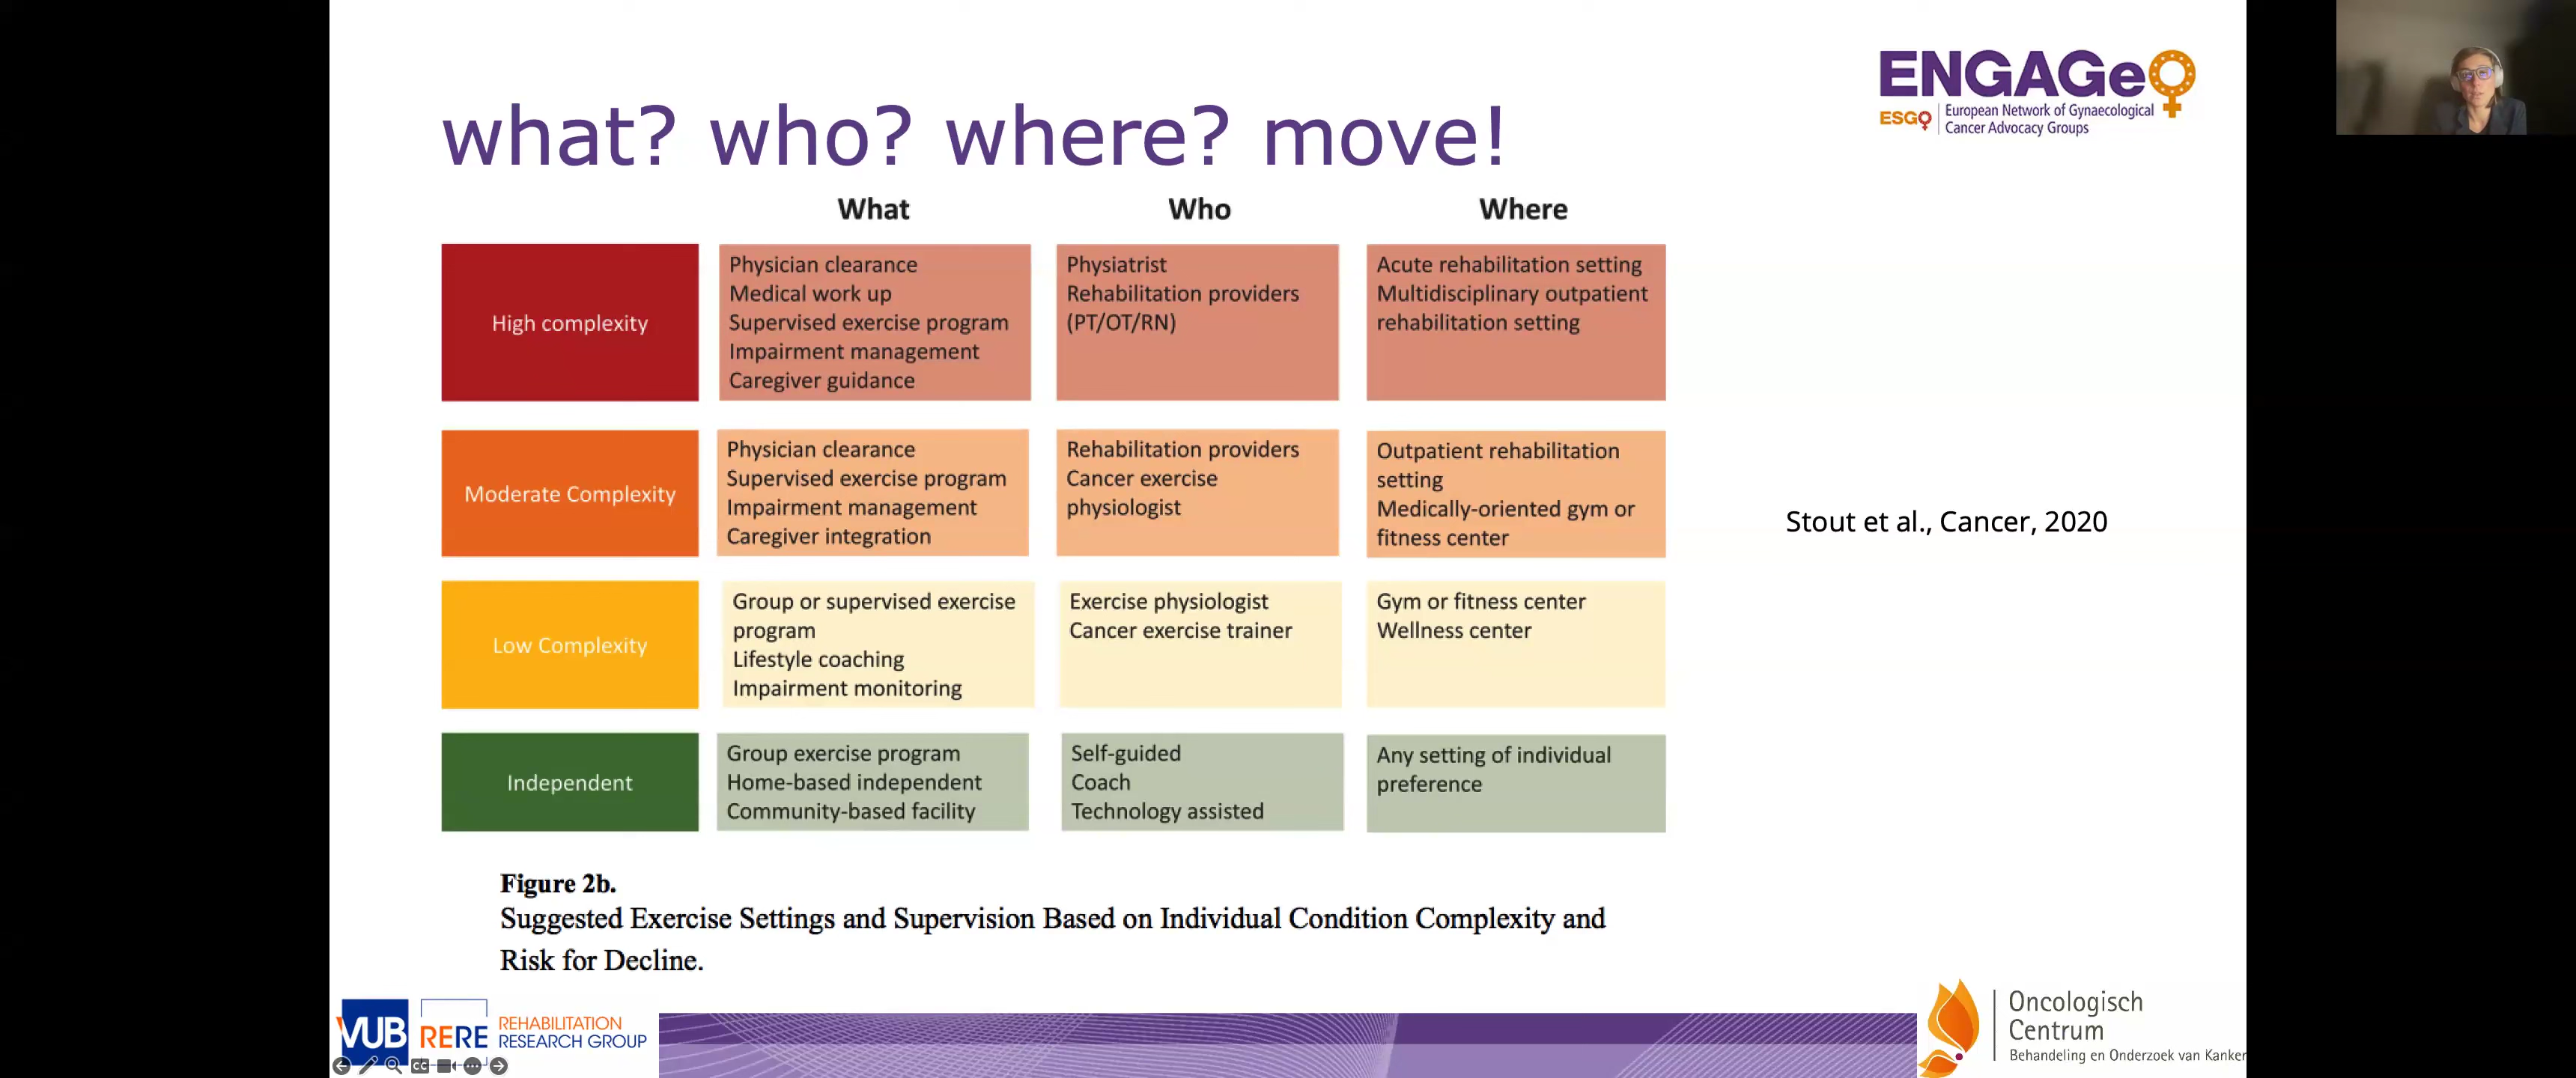 ENGAGe
ESGO
European Network of Gynaecological
Cancer Advocacy Groups
what? who? where? move!
What
Who
Where
High complexity
Physician clearance
Medical work up
Supervised exercise program
Impairment management
Caregiver guidance
Physiatrist
Rehabilitation providers
(PT/OT/RN)
Acute rehabilitation setting
Multidisciplinary outpatient
rehabilitation setting
Moderate Complexity
Physician clearance
Supervised exercise program
Impairment management
Caregiver integration
Rehabilitation providers
Cancer exercise
physiologist
Outpatient rehabilitation
setting
Medically-oriented gym or
fitness center
Stout et al., Cancer, 2020
Low Complexity
Group or supervised exercise
program
Lifestyle coaching
Impairment monitoring
Exercise physiologist
Cancer exercise trainer
Gym or fitness center
Wellness center
Independent
Group exercise program
Home-based independent
Community-based facility
Self-guided
Coach
Technology assisted
Any setting of individual
preference
Figure 2b.
Suggested Exercise Settings and Supervision Based on Individual Condition Complexity and
Risk for Decline.
VUB
RERE
REHABILITATION
RESEARCH GROUP
CC
Oncologisch
Centrum
Behandeling en Onderzoek van Kanker